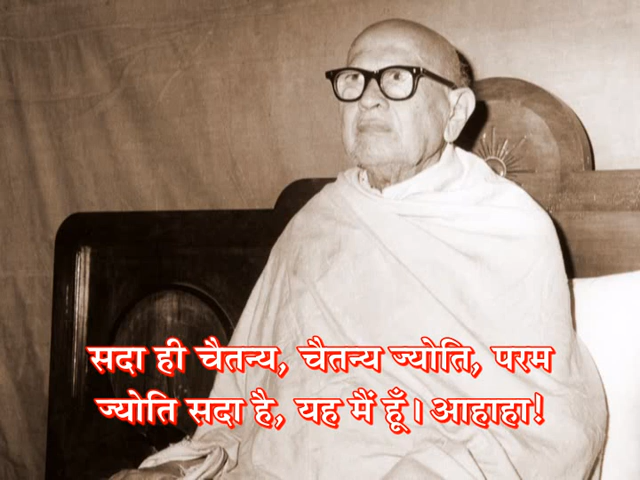 सदा ही चैतन्य, चैतन्य ज्योति, परम
ज्योति सदा है, यह मैं हूँ। आहाहा!